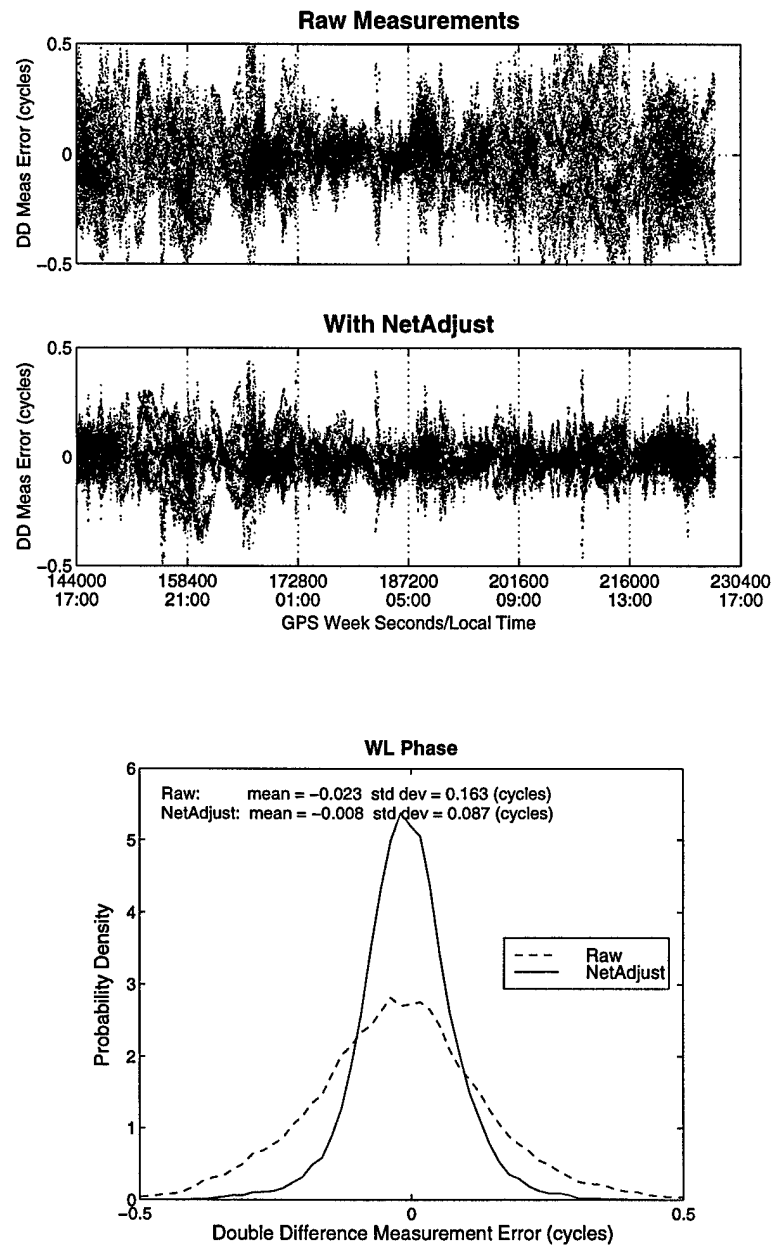 Raw Measurements
DD Meas Error (cycles)
0.5
0
−0.5
With NetAdjust
DD Meas Error (cycles)
0.5
0
−0.5
144000 158400 172800 187200 201600 216000 230400
17:00 21:00 01:00 05:00 09:00 13:00 17:00
GPS Week Seconds/Local Time
WL Phase
Probability Density
6
5
4
3
2
1
0
Raw: mean = −0.023 std dev = 0.163 (cycles)
NetAdjust: mean = −0.008 std dev = 0.087 (cycles)
Raw
NetAdjust
−0.5 0 0.5
Double Difference Measurement Error (cycles)